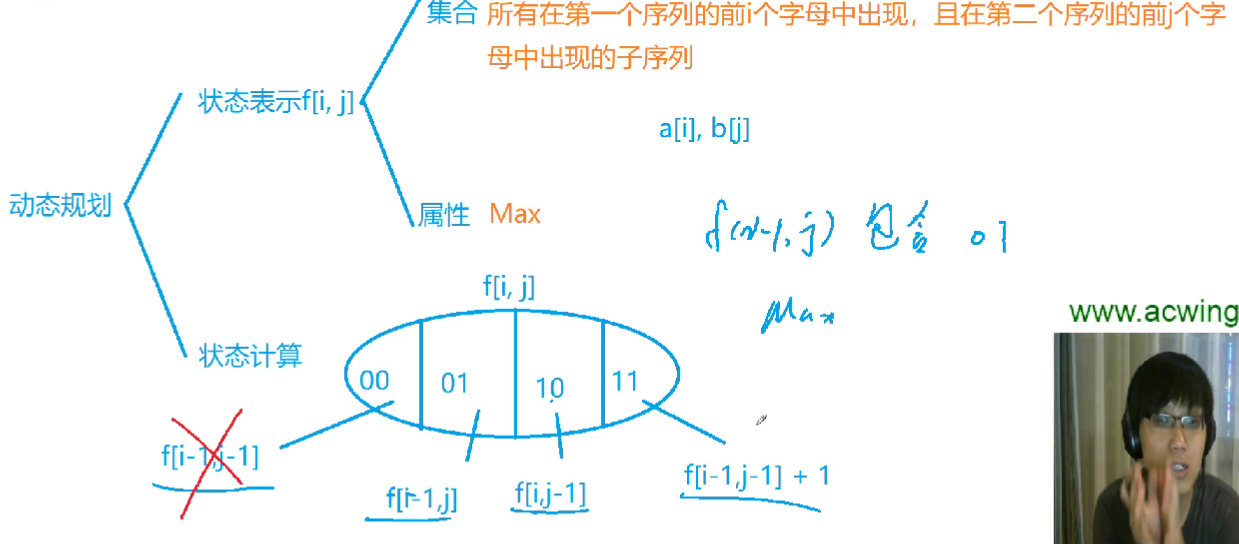 集合 所有在第一个序列的前i个字母中出现，且在第二个序列的前j个字
母中出现的子序列
状态表示f[i, j]
a[i], b[j]
动态规划
属性 Max
f(i-1, j) 包含 01
f[i, j]
Max
www.acwing
状态计算
00 01 10 11
f[i-1,j-1]
f[i-1,j]
f[i,j-1]
f[i-1,j-1] + 1